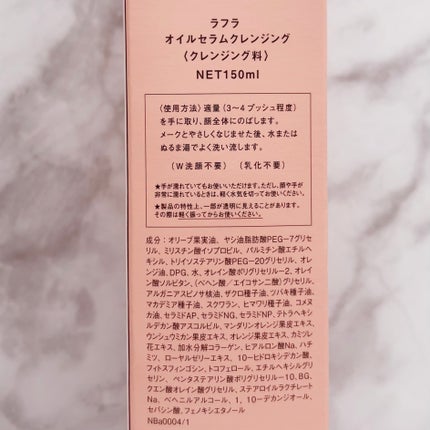 ラフラ
オイルセラムクレンジング
〈クレンジング料〉
NET150ml
〈使用方法〉適量(3〜4プッシュ程度)
を手に取り、顔全体にのばします。
メークとやさしくなじませた後、水または
ぬるま湯でよく洗い流します。
(W洗顔不要) (乳化不要)
★手が濡れていてもお使いいただけます。ただし、顔や手が
非常に濡れているときは、軽く水気を切ってお使いください。
★製品の特性上、一部が透明に見えることがあります。
その際は軽く振ってからお使いください。
成分:オリーブ果実油、ヤシ油脂肪酸PEG-7グリセ
リル、ミリスチン酸イソプロピル、パルミチン酸エチルヘ
キシル、トリイソステアリン酸PEG-20グリセリル、オレ
ンジ油、DPG、水、オレイン酸ポリグリセリル-2、オレイ
ン酸ソルビタン、(ベヘン酸/エイコサン二酸)グリセリル、
アルガニアスピノサ核油、ザクロ種子油、ツバキ種子油、
マカデミア種子油、スクワラン、ヒマワリ種子油、コメヌ
カ油、セラミドAP、セラミドNG、セラミドNP、テトラヘキ
シルデカン酸アスコルビル、マンダリンオレンジ果皮エキス、
ウンシュウミカン果皮エキス、オレンジ果皮エキス、カミツレ
花エキス、加水分解コラーゲン、ヒアルロン酸Na、ハチ
ミツ、ローヤルゼリーエキス、10-ヒドロキシデカン酸、
フィトスフィンゴシン、トコフェロール、エチルヘキシルグリ
セリン、ペンタステアリン酸ポリグリセリル-10、BG、
クエン酸オレイン酸グリセリル、ステアロイルラクチレート
Na、ベヘニルアルコール、1,10-デカンジオール、
セバシン酸、フェノキシエタノール
NBa0004/1